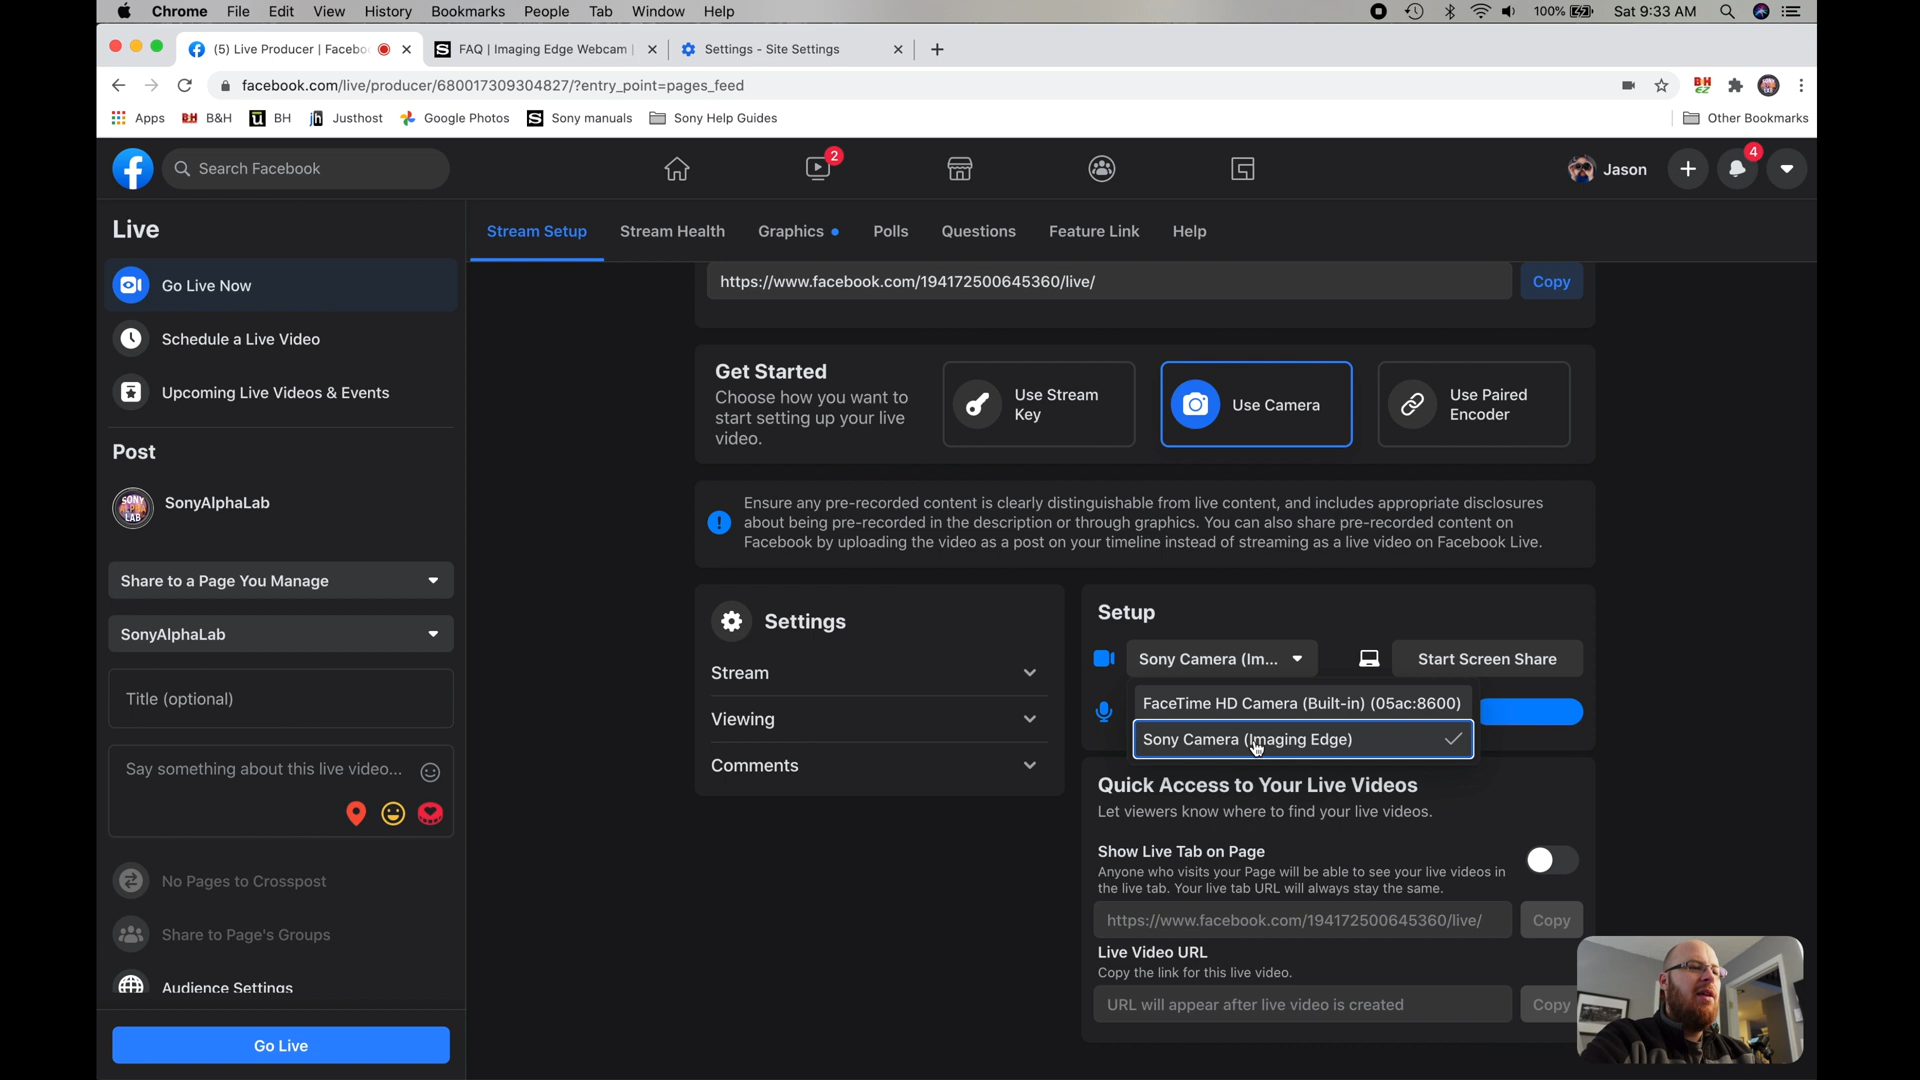 Chrome File Edit View History Bookmarks People Tab Window Help 100% Sat 9:33 AM
(5) Live Producer | Facebo
FAQ | Imaging Edge Webcam |
Settings - Site Settings
facebook.com/live/producer/680017309304827/?entry_point=pages_feed
Apps B&H BH Justhost Google Photos Sony manuals Sony Help Guides Other Bookmarks
Search Facebook
2
Jason
4
Live
Go Live Now
Schedule a Live Video
Upcoming Live Videos & Events
Post
SONY ALPHA LAB
SonyAlphaLab
Share to a Page You Manage
SonyAlphaLab
Title (optional)
Say something about this live video...
No Pages to Crosspost
Share to Page's Groups
Audience Settings
Go Live
Stream Setup Stream Health Graphics Polls Questions Feature Link Help
https://www.facebook.com/194172500645360/live/
Copy
Get Started
Choose how you want to
start setting up your live
video.
Use Stream
Key
Use Camera
Use Paired
Encoder
Ensure any pre-recorded content is clearly distinguishable from live content, and includes appropriate disclosures
about being pre-recorded in the description or through graphics. You can also share pre-recorded content on
Facebook by uploading the video as a post on your timeline instead of streaming as a live video on Facebook Live.
Settings
Stream
Viewing
Comments
Setup
Sony Camera (Im...
Start Screen Share
FaceTime HD Camera (Built-in) (05ac:8600)
Sony Camera (Imaging Edge)
Quick Access to Your Live Videos
Let viewers know where to find your live videos.
Show Live Tab on Page
Anyone who visits your Page will be able to see your live videos in
the live tab. Your live tab URL will always stay the same.
https://www.facebook.com/194172500645360/live/
Copy
Live Video URL
Copy the link for this live video.
URL will appear after live video is created
Copy